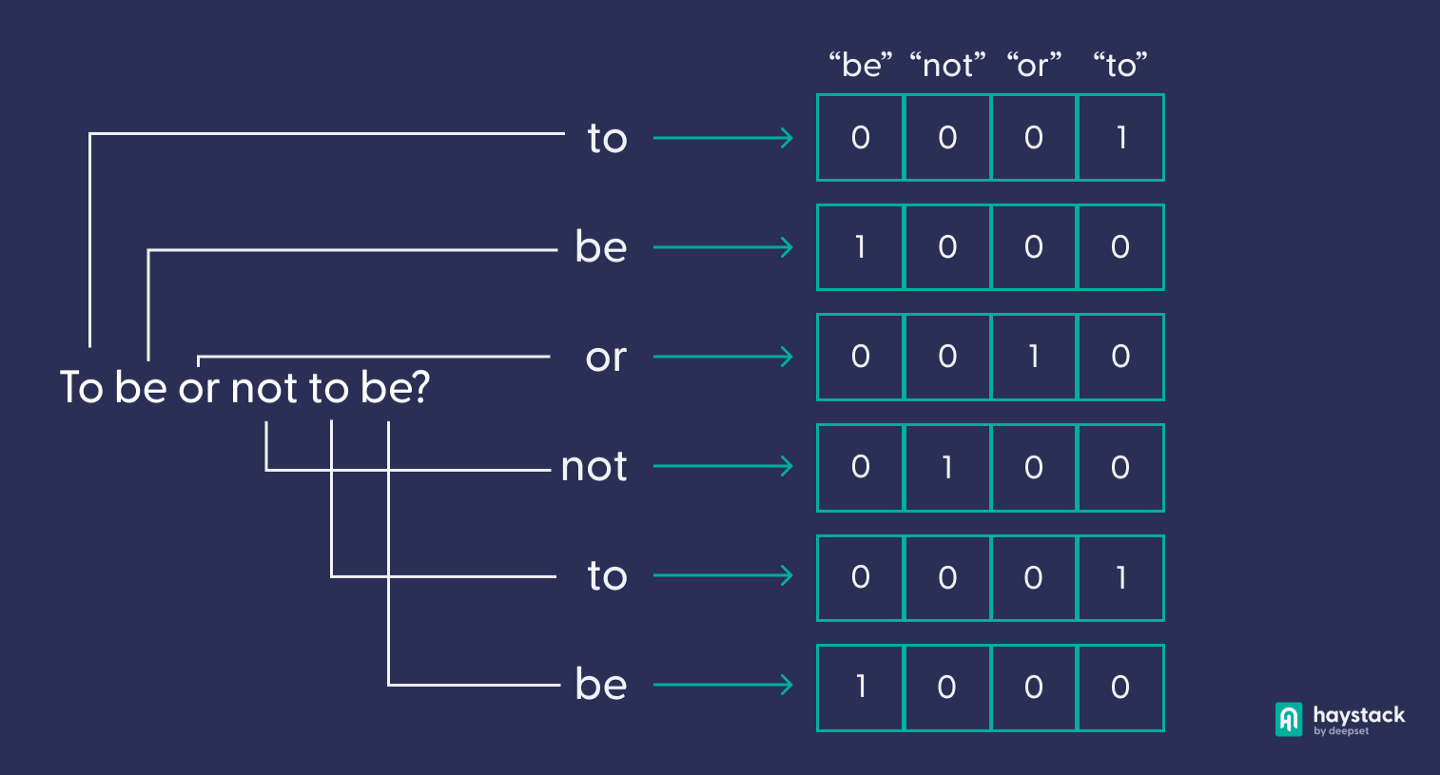 “be” “not” “or” “to”
to 0 0 0 1
be 1 0 0 0
or 0 0 1 0
To be or not to be?
not 0 1 0 0
to 0 0 0 1
be 1 0 0 0
haystack
by deepset